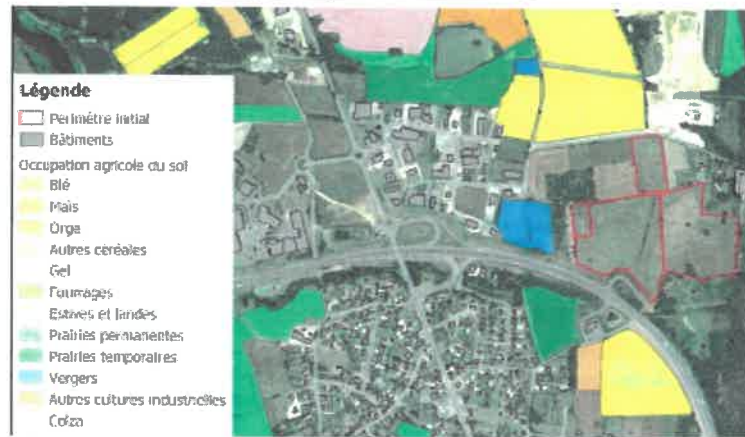 Légende
Périmètre initial
Bâtiments
Occupation agricole du sol
Blé
Maïs
Orge
Autres céréales
Gel
Fourrages
Estives et landes
Prairies permanentes
Prairies temporaires
Vergers
Autres cultures industrielles
Colza